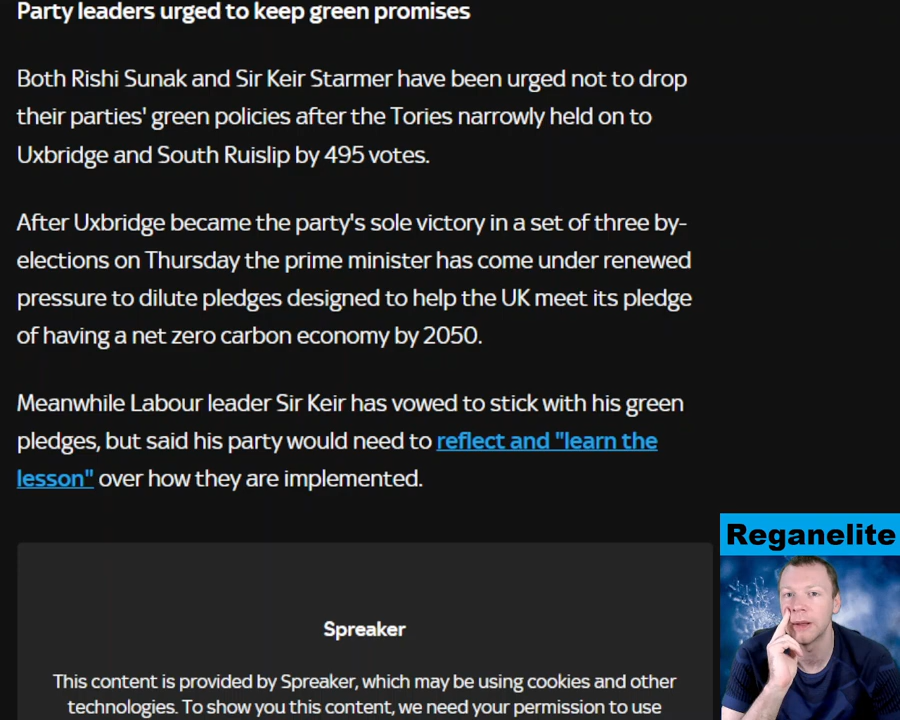 Party leaders urged to keep green promises
Both Rishi Sunak and Sir Keir Starmer have been urged not to drop
their parties' green policies after the Tories narrowly held on to
Uxbridge and South Ruislip by 495 votes.
After Uxbridge became the party's sole victory in a set of three by-
elections on Thursday the prime minister has come under renewed
pressure to dilute pledges designed to help the UK meet its pledge
of having a net zero carbon economy by 2050.
Meanwhile Labour leader Sir Keir has vowed to stick with his green
pledges, but said his party would need to reflect and "learn the
lesson" over how they are implemented.
Spreaker
This content is provided by Spreaker, which may be using cookies and other
technologies. To show you this content, we need your permission to use
Reganelite